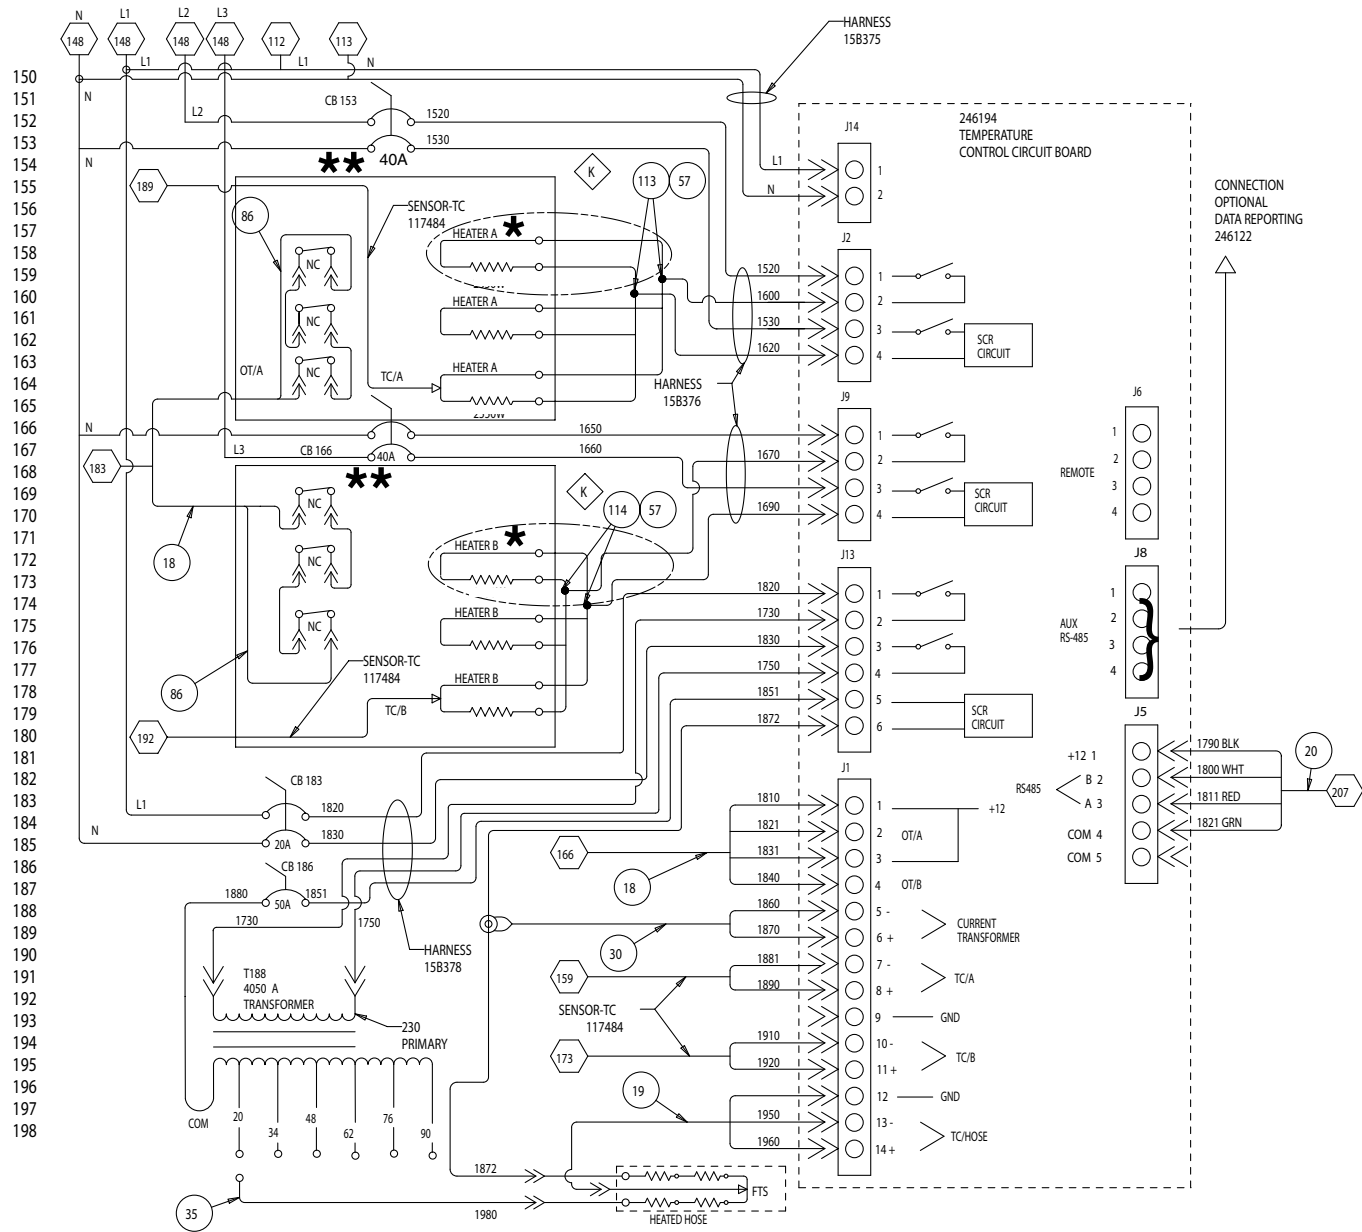 N L1 L2 L3
148 148 148 148 112 113
L1 L1 N
HARNESS
15B375
150
151
152
153
154
155
156
157
158
159
160
161
162
163
164
165
166
167
168
169
170
171
172
173
174
175
176
177
178
179
180
181
182
183
184
185
186
187
188
189
190
191
192
193
194
195
196
197
198
N
L2
CB 153
1520
1530
N
** 40A
189
86
SENSOR-TC
117484
K
113 57
HEATER A *
NC
HEATER A
NC
HEATER A
NC
OT/A
TC/A
HARNESS
15B376
N
1650
L3 CB 166 40A 1660
**
183
18
NC
NC
NC
K
114 57
HEATER B *
HEATER B
HEATER B
86
SENSOR-TC
117484
TC/B
192
CB 183
L1 1820
N 20A 1830
CB 186
1880 50A 1851
1730 1750
HARNESS
15B378
T188
4050 A
TRANSFORMER
230
PRIMARY
COM 20 34 48 62 76 90
35
1872
1980
FTS
HEATED HOSE
246194
TEMPERATURE
CONTROL CIRCUIT BOARD
J14
L1 1
N 2
J2
1520 1
1600 2
1530 3
1620 4
SCR
CIRCUIT
J9
1
1670 2
3
1690 4
SCR
CIRCUIT
J13
1820 1
1730 2
1830 3
1750 4
1851 5
1872 6
SCR
CIRCUIT
J1
1810 1 +12
1821 2 OT/A
1831 3
1840 4 OT/B
1860 5 -
1870 6 +
CURRENT
TRANSFORMER
1881 7 -
1890 8 +
TC/A
9 GND
1910 10 -
1920 11 +
TC/B
12 GND
1950 13 -
1960 14 +
TC/HOSE
166
18
30
159
SENSOR-TC
117484
173
19
CONNECTION
OPTIONAL
DATA REPORTING
246122
J6
REMOTE
1
2
3
4
J8
AUX
RS-485
1
2
3
4
J5
RS485
+12 1 1790 BLK
B 2 1800 WHT
A 3 1811 RED
COM 4 1821 GRN
COM 5
20
207